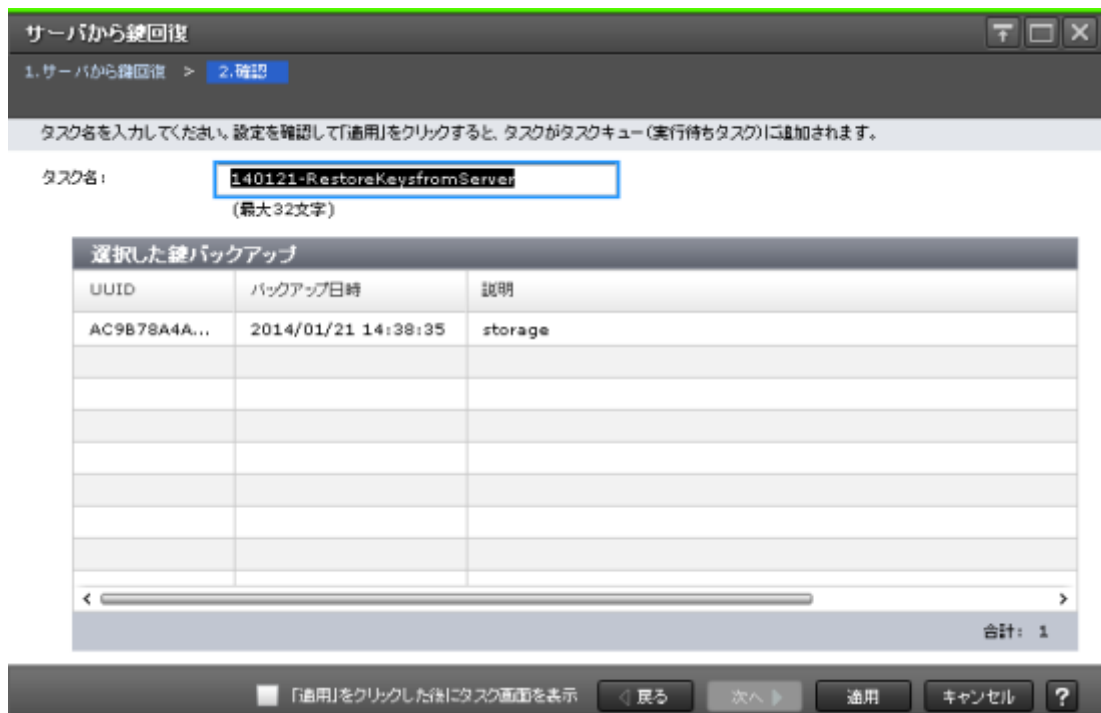 サーバから鍵回復
1.サーバから鍵回復 > 2.確認
タスク名を入力してください。設定を確認して「適用」をクリックすると、タスクがタスクキュー(実行待ちタスク)に追加されます。
タスク名: 140121-RestoreKeysfromServer
(最大32文字)
選択した鍵バックアップ
UUID バックアップ日時 説明
AC9B78A4A... 2014/01/21 14:38:35 storage
合計: 1
「適用」をクリックした後にタスク画面を表示 戻る 次へ 適用 キャンセル ?